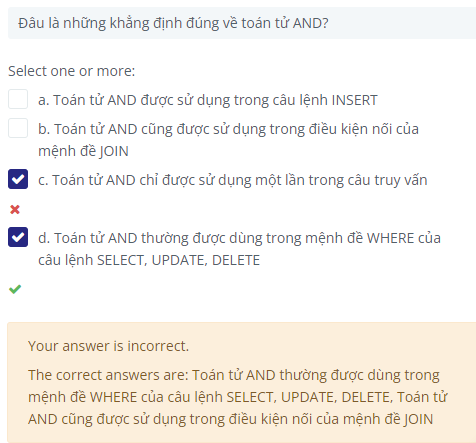 Đâu là những khẳng định đúng về toán tử AND?
Select one or more:
a. Toán tử AND được sử dụng trong câu lệnh INSERT
b. Toán tử AND cũng được sử dụng trong điều kiện nối của
mệnh đề JOIN
c. Toán tử AND chỉ được sử dụng một lần trong câu truy vấn
d. Toán tử AND thường được dùng trong mệnh đề WHERE của
câu lệnh SELECT, UPDATE, DELETE
Your answer is incorrect.
The correct answers are: Toán tử AND thường được dùng trong
mệnh đề WHERE của câu lệnh SELECT, UPDATE, DELETE, Toán tử
AND cũng được sử dụng trong điều kiện nối của mệnh đề JOIN